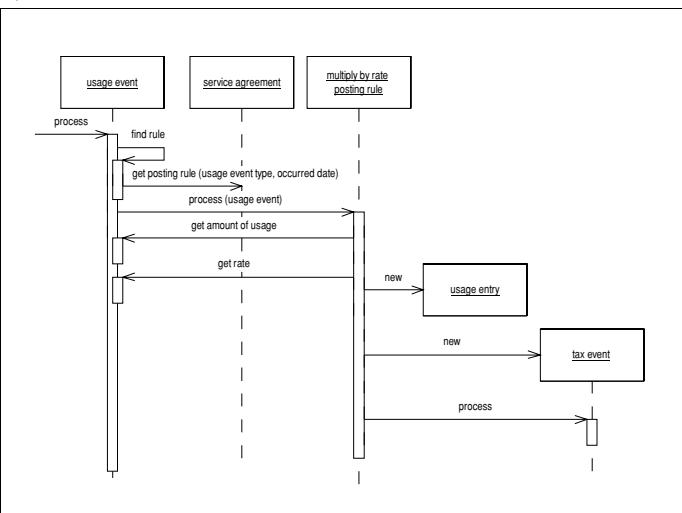 usage event
service agreement
multiply by rate
posting rule
process
find rule
get posting rule (usage event type, occurred date)
process (usage event)
get amount of usage
get rate
new
usage entry
new
tax event
process